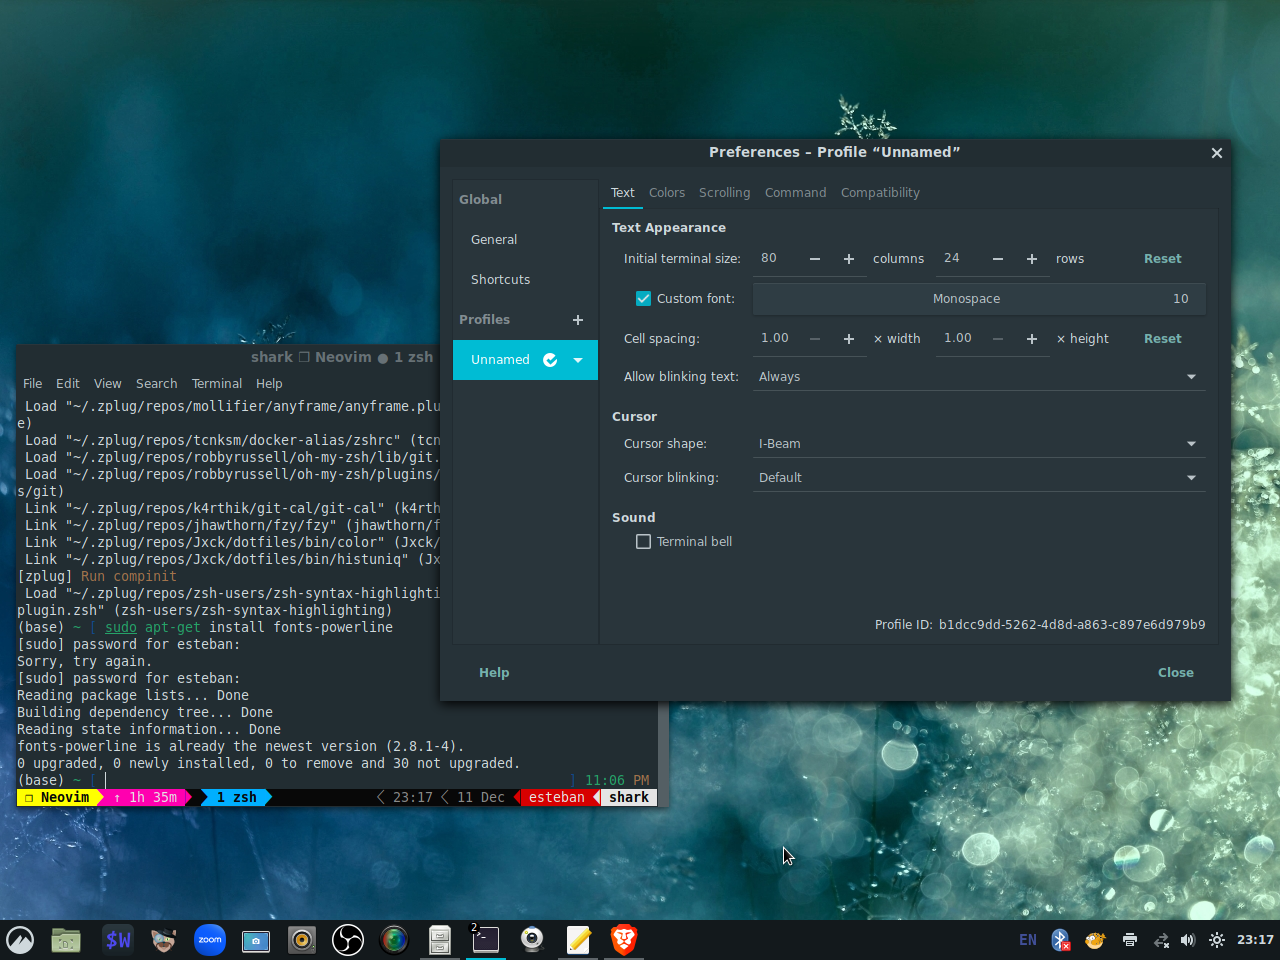 Preferences – Profile “Unnamed”
Global
General
Shortcuts
Profiles
Unnamed
Text Colors Scrolling Command Compatibility
Text Appearance
Initial terminal size: 80 columns 24 rows Reset
Custom font: Monospace 10
Cell spacing: 1.00 × width 1.00 × height Reset
Allow blinking text: Always
Cursor
Cursor shape: I-Beam
Cursor blinking: Default
Sound
Terminal bell
Profile ID: b1dcc9dd-5262-4d8d-a863-c897e6d979b9
Help Close
shark ❐ Neovim ● 1 zsh
File Edit View Search Terminal Help
Load "~/.zplug/repos/mollifier/anyframe/anyframe.plu
e)
Load "~/.zplug/repos/tcnksm/docker-alias/zshrc" (tcn
Load "~/.zplug/repos/robbyrussell/oh-my-zsh/lib/git.
Load "~/.zplug/repos/robbyrussell/oh-my-zsh/plugins/
s/git)
Link "~/.zplug/repos/k4rthik/git-cal/git-cal" (k4rth
Link "~/.zplug/repos/jhawthorn/fzy/fzy" (jhawthorn/f
Link "~/.zplug/repos/Jxck/dotfiles/bin/color" (Jxck/
Link "~/.zplug/repos/Jxck/dotfiles/bin/histuniq" (Jx
[zplug] Run compinit
Load "~/.zplug/repos/zsh-users/zsh-syntax-highlighti
plugin.zsh" (zsh-users/zsh-syntax-highlighting)
(base) ~ [ sudo apt-get install fonts-powerline
[sudo] password for esteban:
Sorry, try again.
[sudo] password for esteban:
Reading package lists... Done
Building dependency tree... Done
Reading state information... Done
fonts-powerline is already the newest version (2.8.1-4).
0 upgraded, 0 newly installed, 0 to remove and 30 not upgraded.
(base) ~ [ ] 11:06 PM
❐ Neovim ↑ 1h 35m 1 zsh 23:17 11 Dec esteban shark
$W zoom 2 EN 23:17